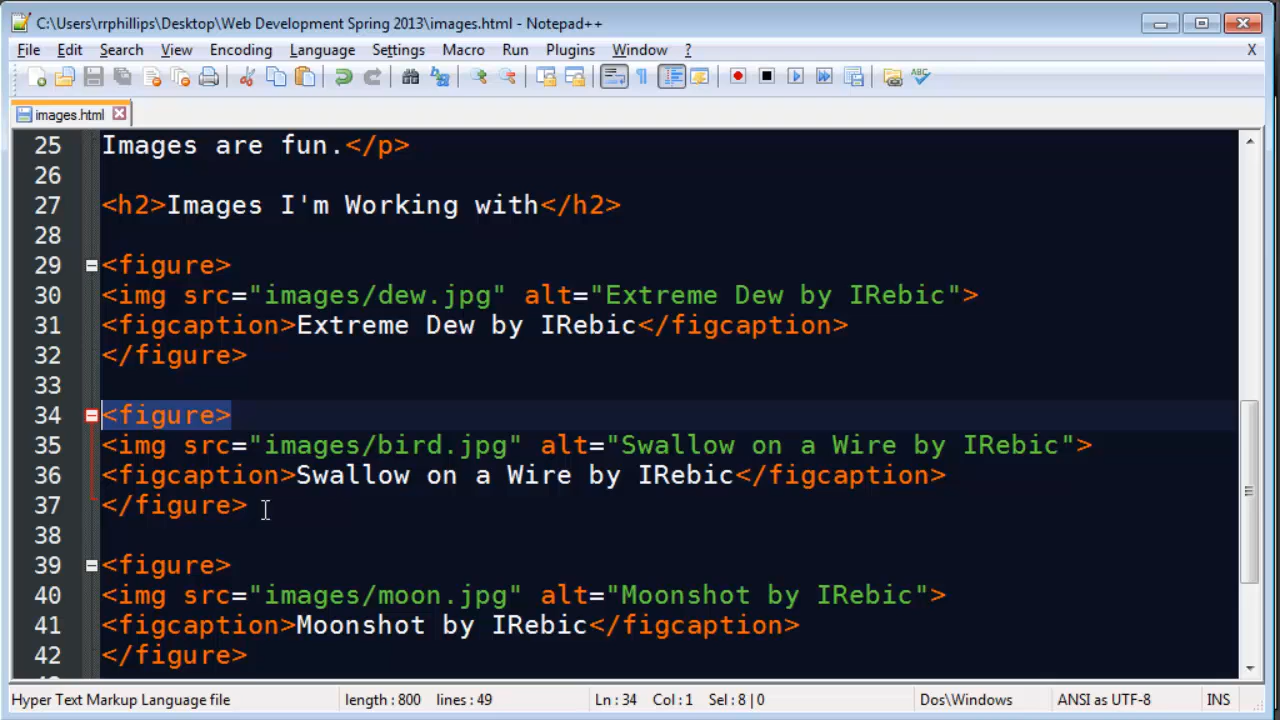 C:\Users\rrphillips\Desktop\Web Development Spring 2013\images.html - Notepad++
File Edit Search View Encoding Language Settings Macro Run Plugins Window ? X
images.html
25 Images are fun.</p>
26
27 <h2>Images I'm Working with</h2>
28
29 <figure>
30 <img src="images/dew.jpg" alt="Extreme Dew by IRebic">
31 <figcaption>Extreme Dew by IRebic</figcaption>
32 </figure>
33
34 <figure>
35 <img src="images/bird.jpg" alt="Swallow on a Wire by IRebic">
36 <figcaption>Swallow on a Wire by IRebic</figcaption>
37 </figure>
38
39 <figure>
40 <img src="images/moon.jpg" alt="Moonshot by IRebic">
41 <figcaption>Moonshot by IRebic</figcaption>
42 </figure>
Hyper Text Markup Language file length : 800 lines : 49 Ln : 34 Col : 1 Sel : 8 | 0 Dos\Windows ANSI as UTF-8 INS